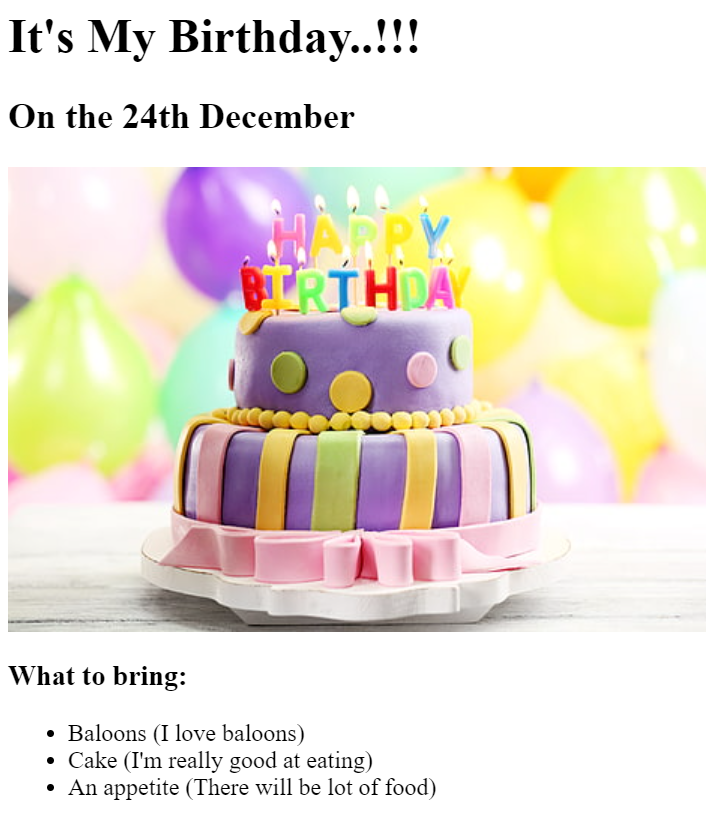 It's My Birthday..!!!
On the 24th December
HAPPY
BIRTHDAY
What to bring:
Baloons (I love baloons)
Cake (I'm really good at eating)
An appetite (There will be lot of food)